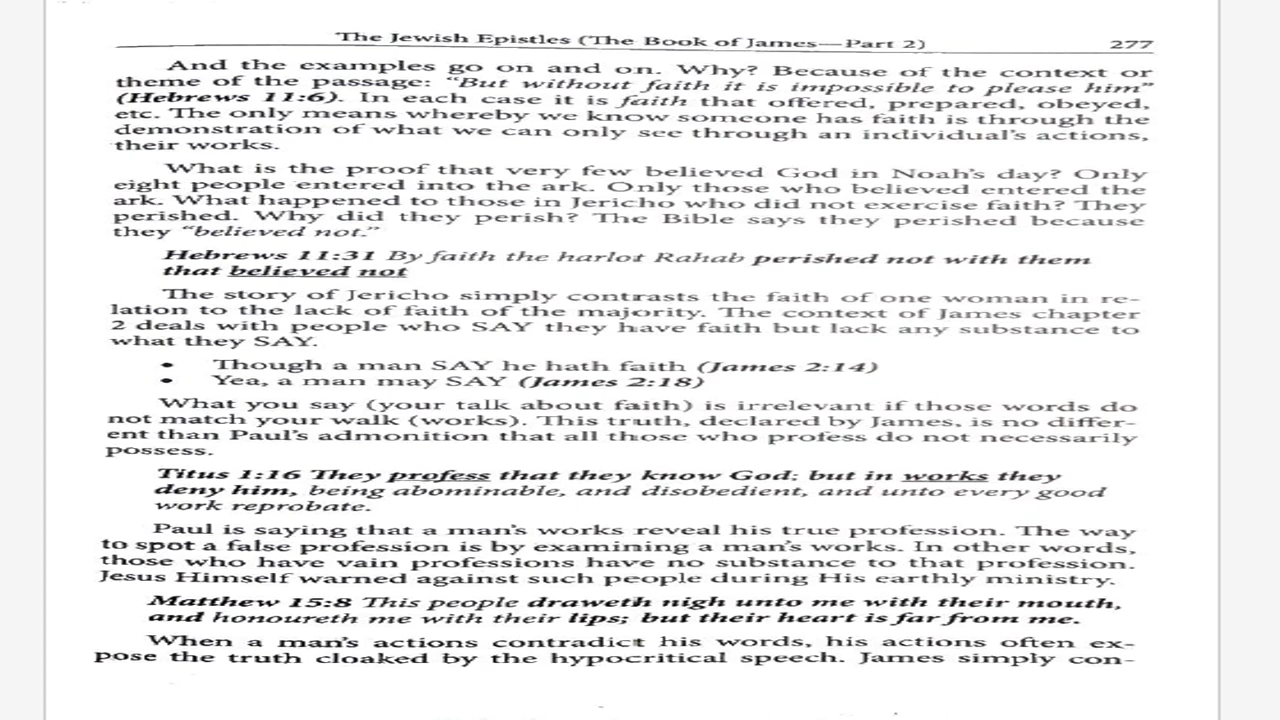 The Jewish Epistles (The Book of James—Part 2) 277
And the examples go on and on. Why? Because of the context or
theme of the passage: “But without faith it is impossible to please him”
(Hebrews 11:6). In each case it is faith that offered, prepared, obeyed,
etc. The only means whereby we know someone has faith is through the
demonstration of what we can only see through an individual’s actions,
their works.
What is the proof that very few believed God in Noah’s day? Only
eight people entered into the ark. Only those who believed entered the
ark. What happened to those in Jericho who did not exercise faith? They
perished. Why did they perish? The Bible says they perished because
they “believed not.”
Hebrews 11:31 By faith the harlot Rahab perished not with them
that believed not
The story of Jericho simply contrasts the faith of one woman in re-
lation to the lack of faith of the majority. The context of James chapter
2 deals with people who SAY they have faith but lack any substance to
what they SAY.
• Though a man SAY he hath faith (James 2:14)
• Yea, a man may SAY (James 2:18)
What you say (your talk about faith) is irrelevant if those words do
not match your walk (works). This truth, declared by James, is no differ-
ent than Paul’s admonition that all those who profess do not necessarily
possess.
Titus 1:16 They profess that they know God; but in works they
deny him, being abominable, and disobedient, and unto every good
work reprobate.
Paul is saying that a man’s works reveal his true profession. The way
to spot a false profession is by examining a man’s works. In other words,
those who have vain professions have no substance to that profession.
Jesus Himself warned against such people during His earthly ministry.
Matthew 15:8 This people draweth nigh unto me with their mouth,
and honoureth me with their lips; but their heart is far from me.
When a man’s actions contradict his words, his actions often ex-
pose the truth cloaked by the hypocritical speech. James simply con-